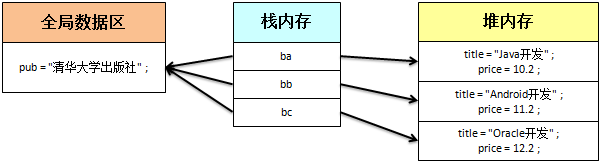 全局数据区
pub = "清华大学出版社" ;
栈内存
ba
bb
bc
堆内存
title = "Java开发" ;
price = 10.2 ;
title = "Android开发" ;
price = 11.2 ;
title = "Oracle开发" ;
price = 12.2 ;